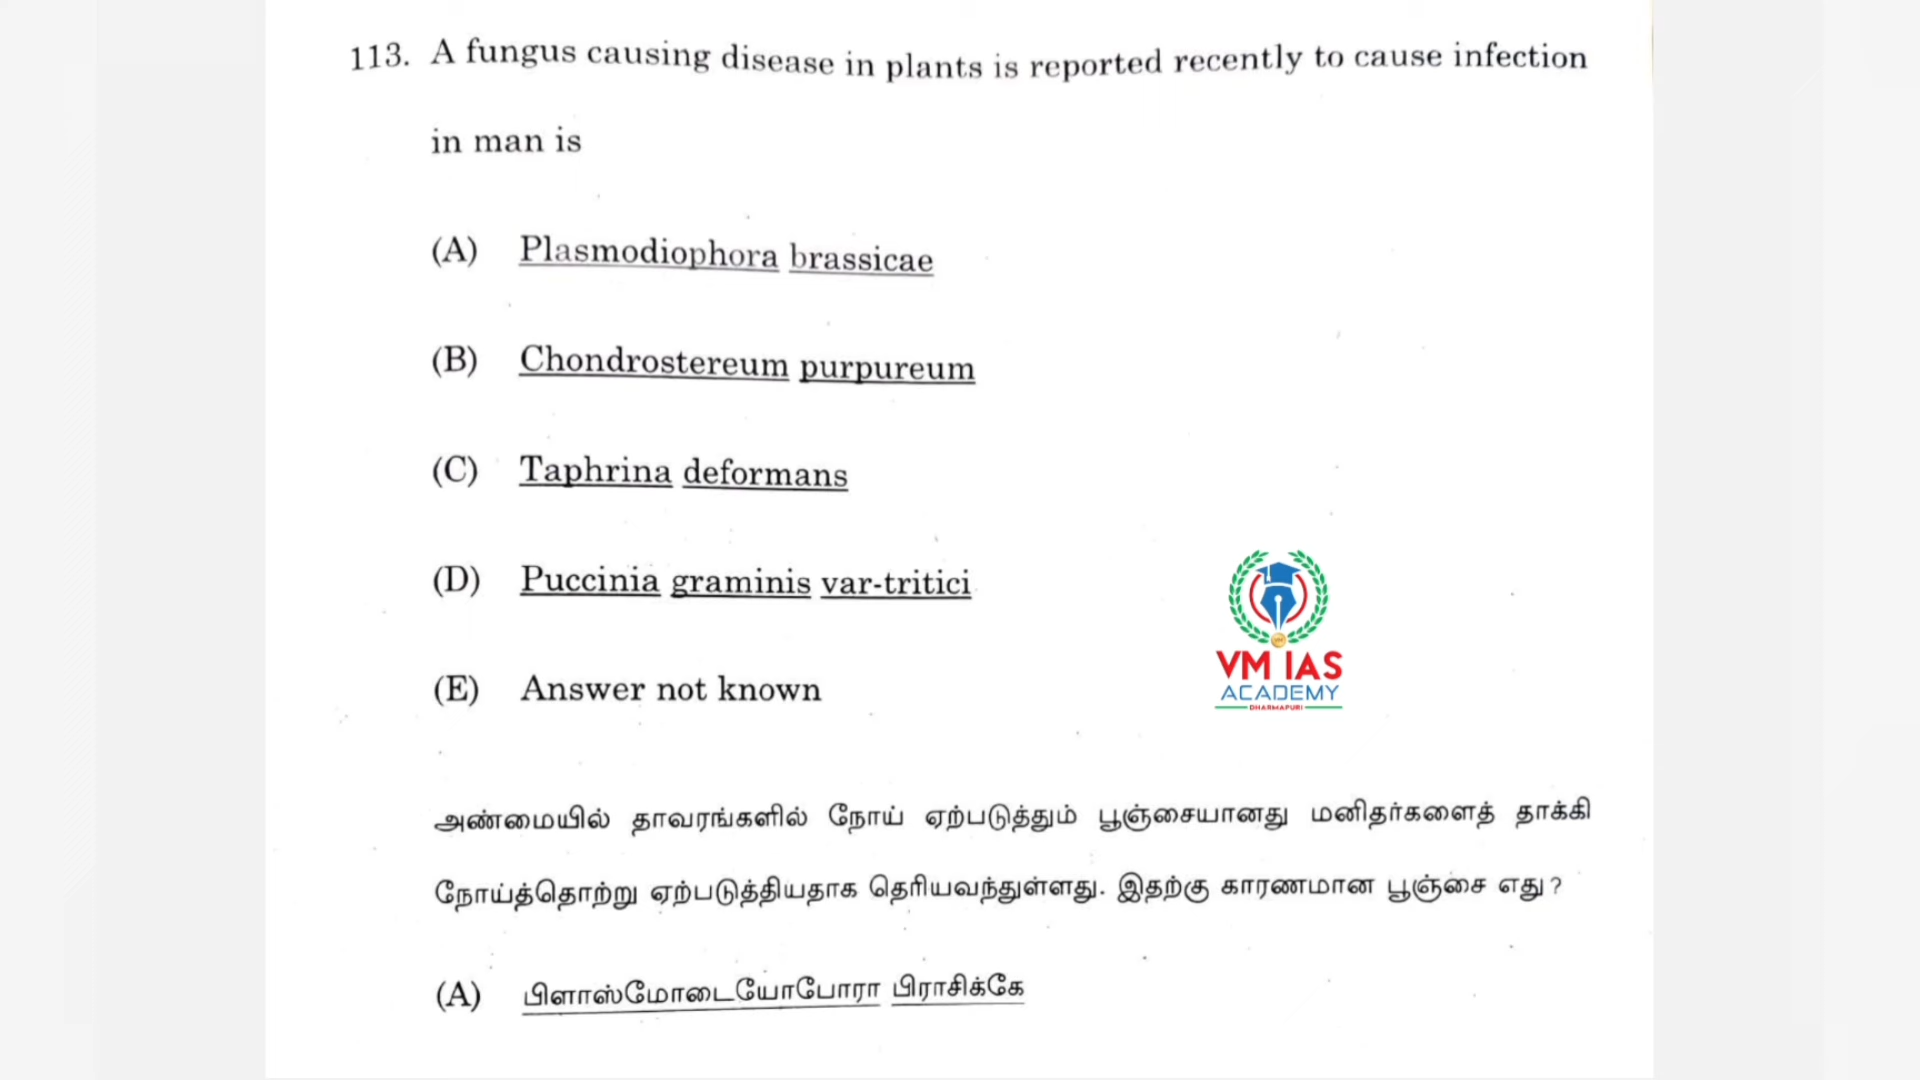 113. A fungus causing disease in plants is reported recently to cause infection
in man is
(A) Plasmodiophora brassicae
(B) Chondrostereum purpureum
(C) Taphrina deformans
(D) Puccinia graminis var-tritici
(E) Answer not known
VM IAS
ACADEMY
DHARMAPURI
அண்மையில் தாவரங்களில் நோய் ஏற்படுத்தும் பூஞ்சையானது மனிதர்களைத் தாக்கி
நோய்த்தொற்று ஏற்படுத்தியதாக தெரியவந்துள்ளது. இதற்கு காரணமான பூஞ்சை எது?
(A) பிளாஸ்மோடையோபோரா பிராசிக்கே